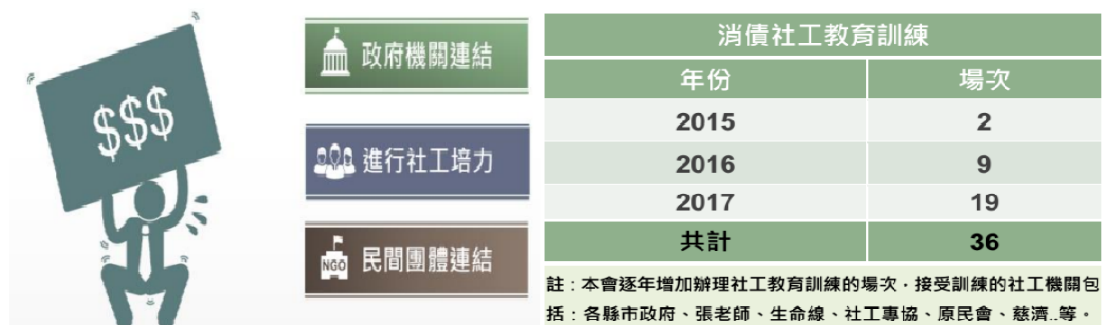 $$$
政府機關連結
進行社工培力
NGO
民間團體連結
消債社工教育訓練
年份 場次
2015 2
2016 9
2017 19
共計 36
註：本會逐年增加辦理社工教育訓練的場次，接受訓練的社工機關包
括：各縣市政府、張老師、生命線、社工專協、原民會、慈濟..等。